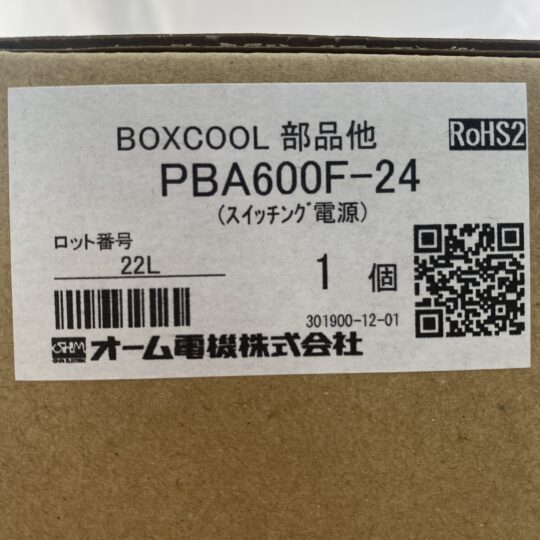 BOXCOOL 部品他
RoHS2
PBA600F-24
(スイッチング電源)
ロット番号
22L
1 個
301900-12-01
OHM オーム電機株式会社